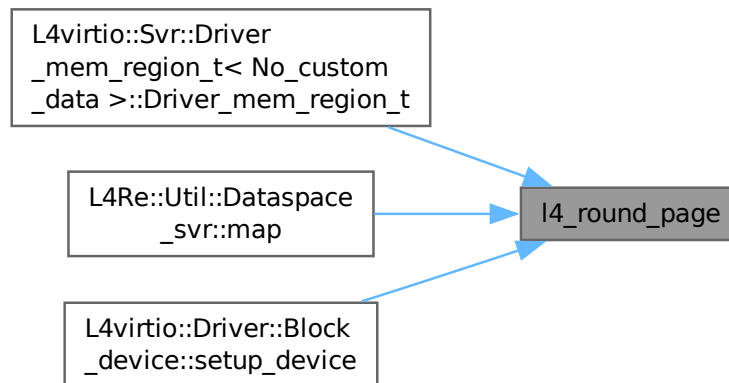 L4virtio::Svr::Driver
_mem_region_t< No_custom
_data >::Driver_mem_region_t
L4Re::Util::Dataspace
_svr::map
l4_round_page
L4virtio::Driver::Block
_device::setup_device